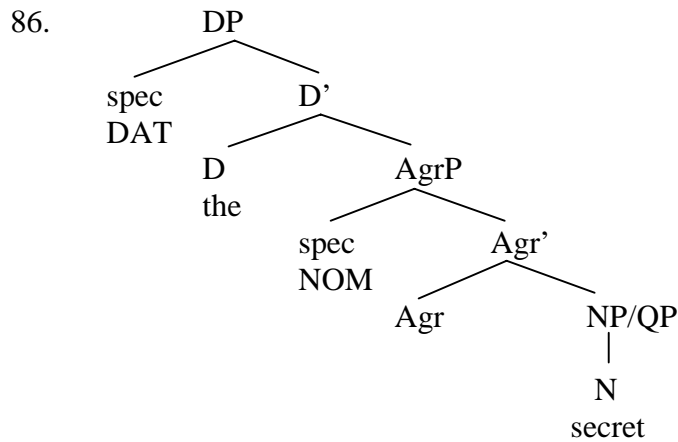 86. DP
spec D’
DAT
D AgrP
the
spec Agr’
NOM
Agr NP/QP
N
secret